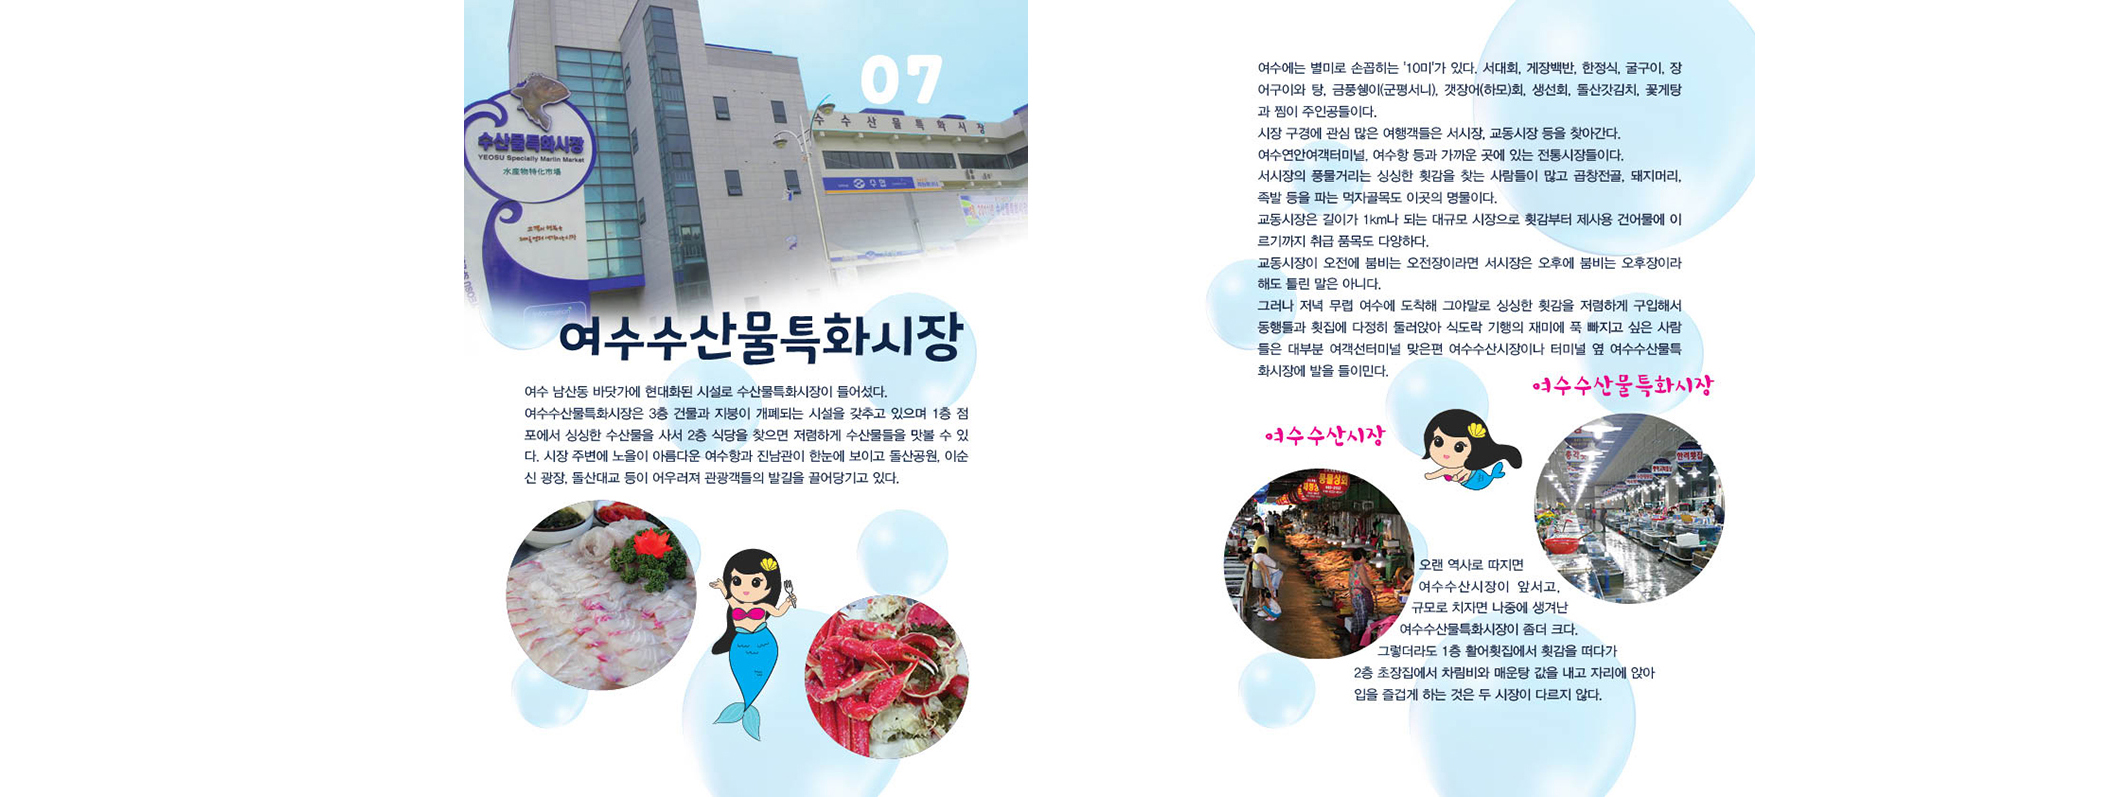 07
수산물특화시장
YEOSU Specialty Marlin Market
水産物特化市場
수수산물특화시장
수협
여수수산물특화시장
여수 남산동 바닷가에 현대화된 시설로 수산물특화시장이 들어섰다.
여수수산물특화시장은 3층 건물과 지붕이 개폐되는 시설을 갖추고 있으며 1층 점
포에서 싱싱한 수산물을 사서 2층 식당을 찾으면 저렴하게 수산물들을 맛볼 수 있
다. 시장 주변에 노을이 아름다운 여수항과 진남관이 한눈에 보이고 돌산공원, 이순
신 광장, 돌산대교 등이 어우러져 관광객들의 발길을 끌어당기고 있다.
여수에는 별미로 손꼽히는 '10미'가 있다. 서대회, 게장백반, 한정식, 굴구이, 장
어구이와 탕, 금풍쉥이(군평서니), 갯장어(하모)회, 생선회, 돌산갓김치, 꽃게탕
과 찜이 주인공들이다.
시장 구경에 관심 많은 여행객들은 서시장, 교동시장 등을 찾아간다.
여수연안여객터미널, 여수항 등과 가까운 곳에 있는 전통시장들이다.
서시장의 풍물거리는 싱싱한 횟감을 찾는 사람들이 많고 곱창전골, 돼지머리,
족발 등을 파는 먹자골목도 이곳의 명물이다.
교동시장은 길이가 1km나 되는 대규모 시장으로 횟감부터 제사용 건어물에 이
르기까지 취급 품목도 다양하다.
교동시장이 오전에 붐비는 오전장이라면 서시장은 오후에 붐비는 오후장이라
해도 틀린 말은 아니다.
그러나 저녁 무렵 여수에 도착해 그야말로 싱싱한 횟감을 저렴하게 구입해서
동행들과 횟집에 다정히 둘러앉아 식도락 기행의 재미에 푹 빠지고 싶은 사람
들은 대부분 여객선터미널 맞은편 여수수산시장이나 터미널 옆 여수수산물특
화시장에 발을 들이민다.
여수수산물특화시장
여수수산시장
오랜 역사로 따지면
여수수산시장이 앞서고,
규모로 치자면 나중에 생겨난
여수수산물특화시장이 좀더 크다.
그렇더라도 1층 활어횟집에서 횟감을 떠다가
2층 초장집에서 차림비와 매운탕 값을 내고 자리에 앉아
입을 즐겁게 하는 것은 두 시장이 다르지 않다.